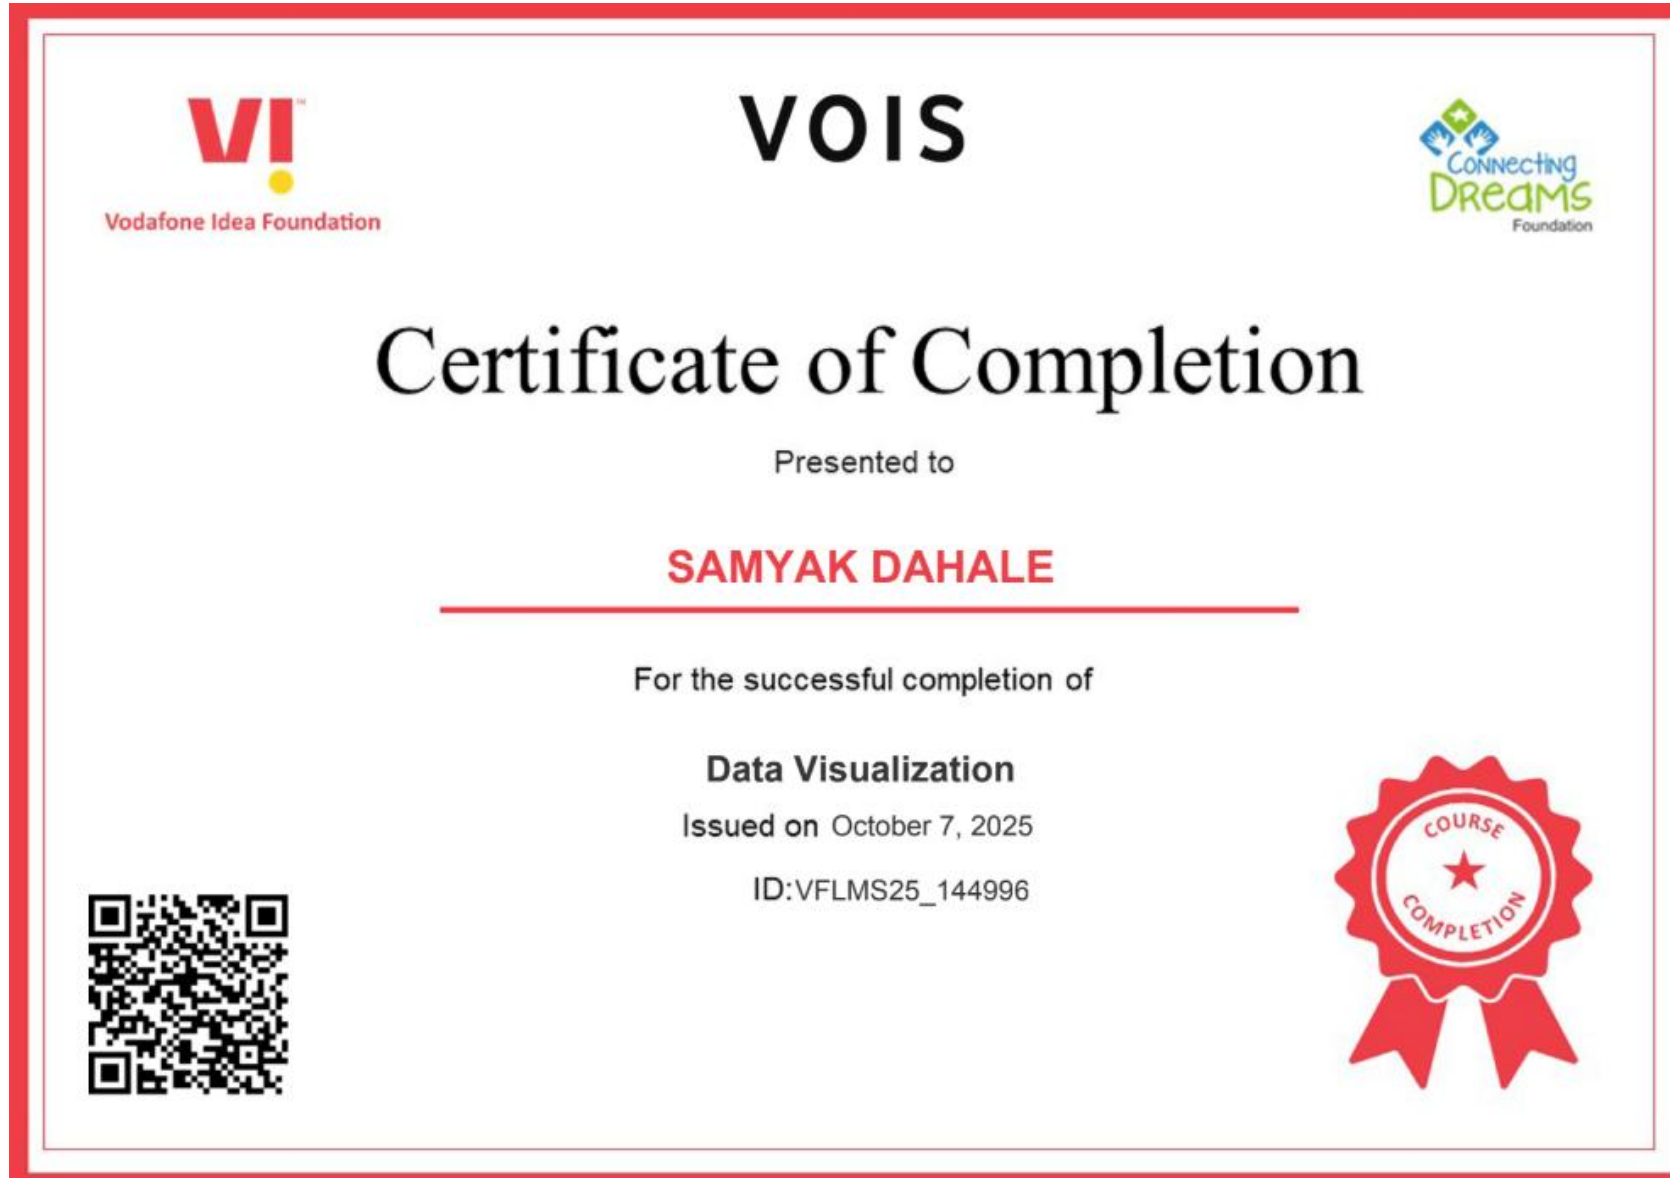 VI™
Vodafone Idea Foundation
VOIS
Connecting
Dreams
Foundation
Certificate of Completion
Presented to
SAMYAK DAHALE
For the successful completion of
Data Visualization
Issued on October 7, 2025
ID:VFLMS25_144996
COURSE
COMPLETION